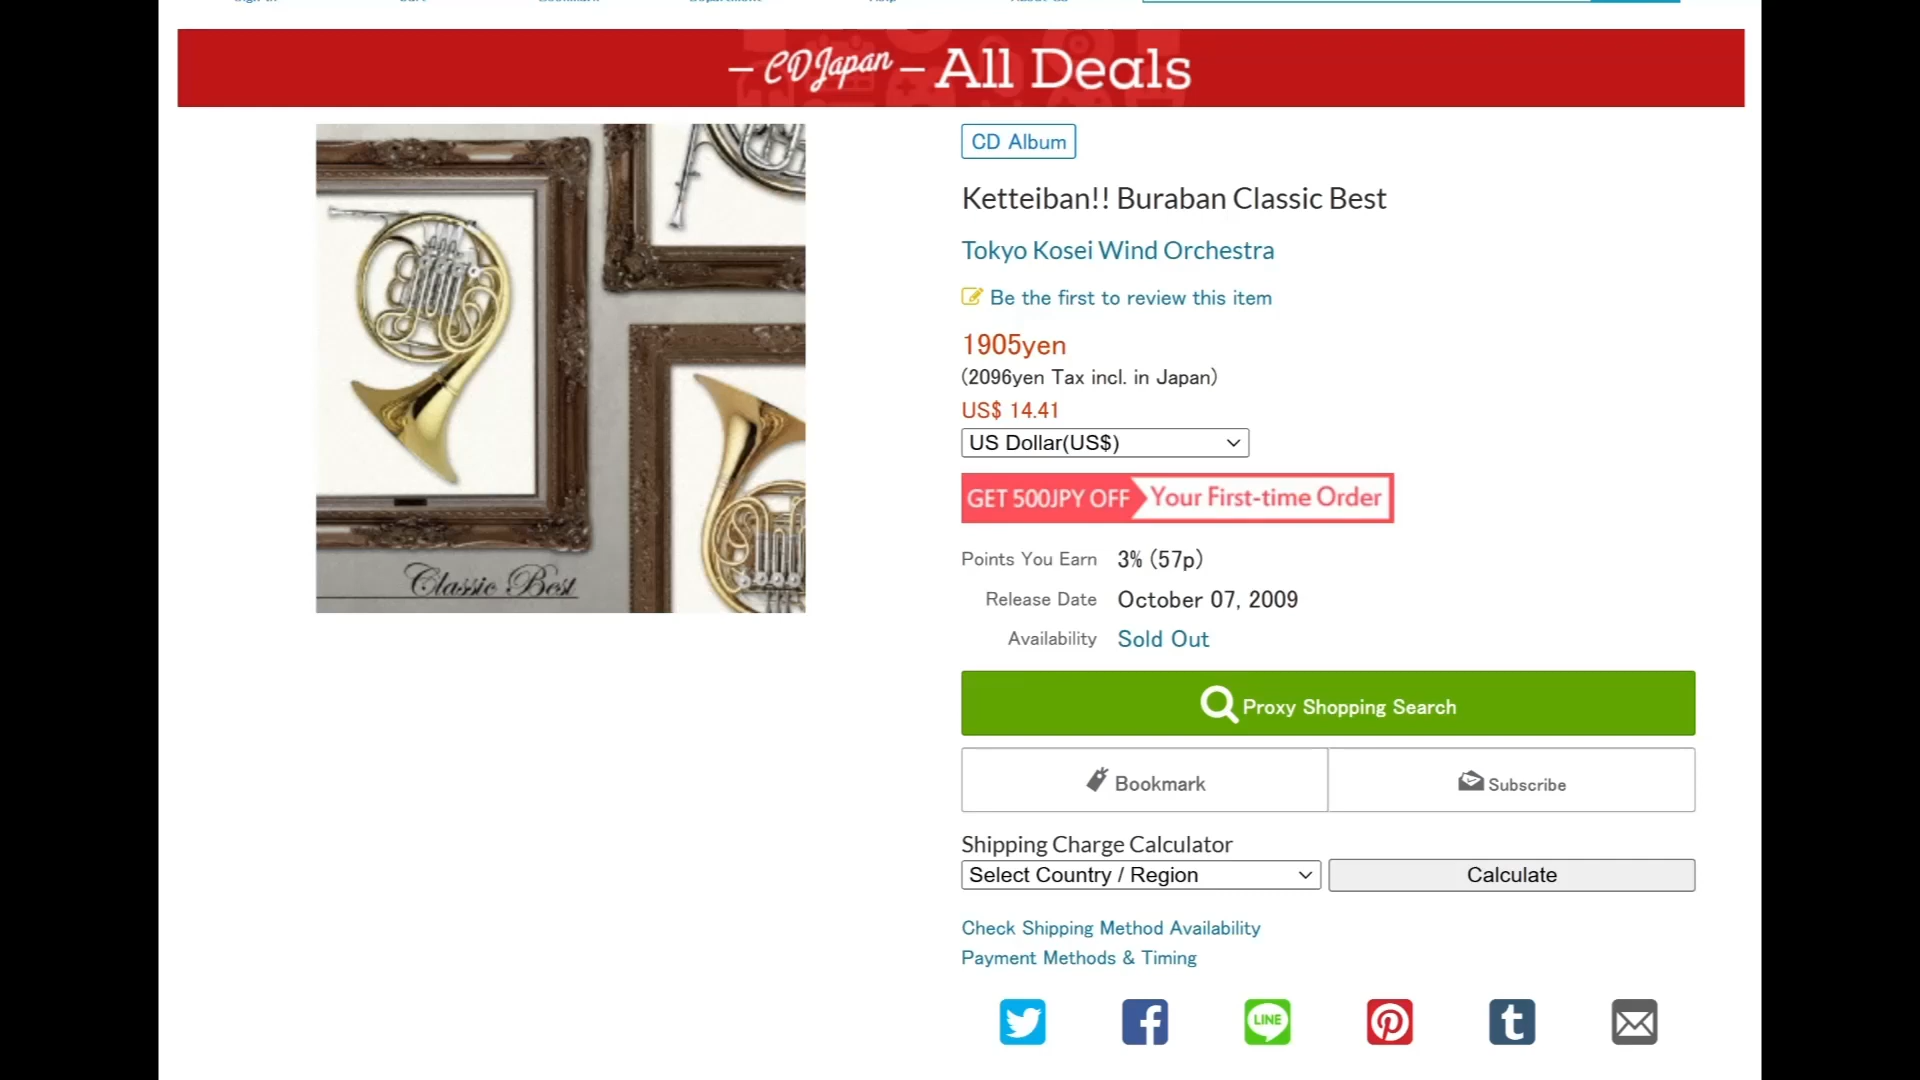 CDJapan All Deals
CD Album
Ketteiban!! Buraban Classic Best
Tokyo Kosei Wind Orchestra
Be the first to review this item
1905yen
(2096yen Tax incl. in Japan)
US$ 14.41
US Dollar(US$)
GET 500JPY OFF Your First-time Order
Points You Earn 3% (57p)
Release Date October 07, 2009
Availability Sold Out
Classic Best
Proxy Shopping Search
Bookmark
Subscribe
Shipping Charge Calculator
Select Country / Region
Calculate
Check Shipping Method Availability
Payment Methods & Timing
LINE